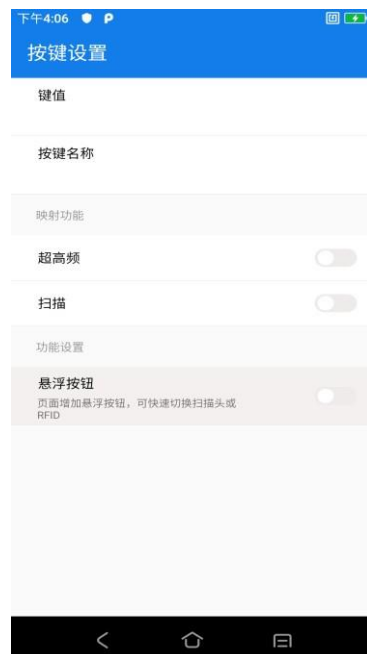 下午4:06 P
按键设置
键值
按键名称
映射功能
超高频
扫描
功能设置
悬浮按钮
页面增加悬浮按钮，可快速切换扫描头或
RFID